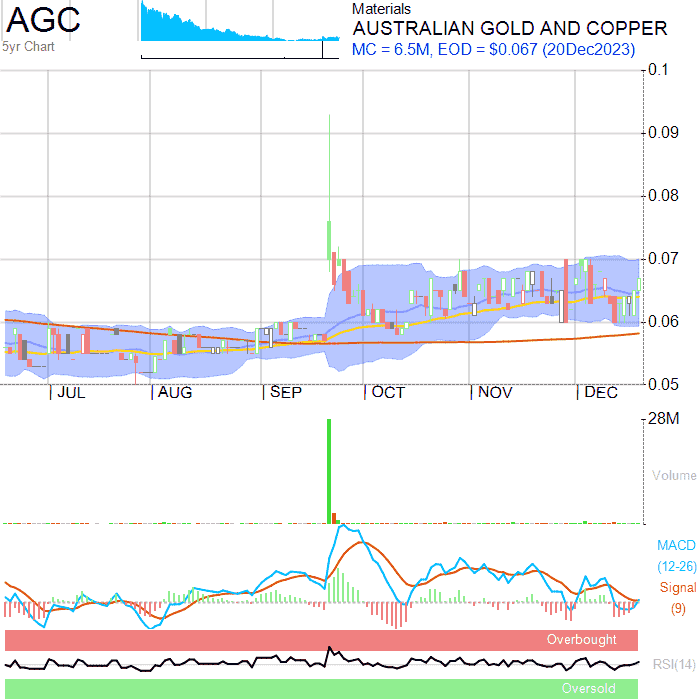 AGC
5yr Chart
Materials
AUSTRALIAN GOLD AND COPPER
MC = 6.5M, EOD = $0.067 (20Dec2023)
0.1
0.09
0.08
0.07
0.06
0.05
JUL AUG SEP OCT NOV DEC
28M
Volume
MACD
(12-26)
Signal
(9)
Overbought
RSI(14)
Oversold